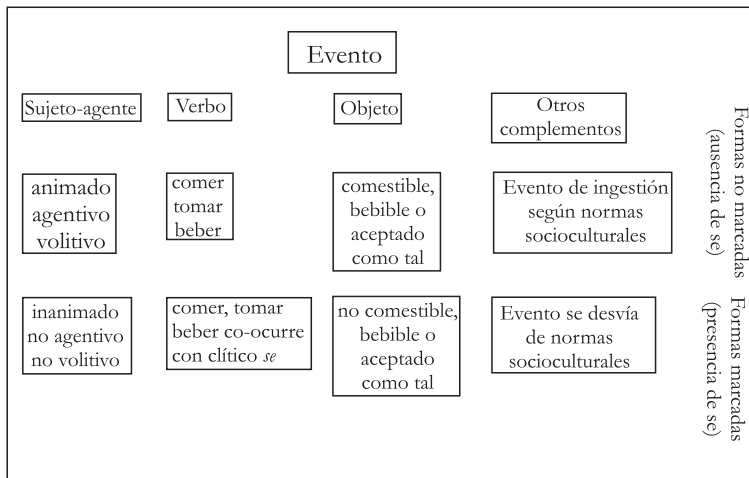 Evento
Sujeto-agente
Verbo
Objeto
Otros
complementos
animado
agentivo
volitivo
comer
tomar
beber
comestible,
bebible o
aceptado
como tal
Evento de ingestión
según normas
socioculturales
Formas no marcadas
(ausencia de se)
inanimado
no agentivo
no volitivo
comer, tomar
beber co-ocurre
con clítico se
no comestible,
bebible o
aceptado
como tal
Evento se desvía
de normas
socioculturales
Formas marcadas
(presencia de se)